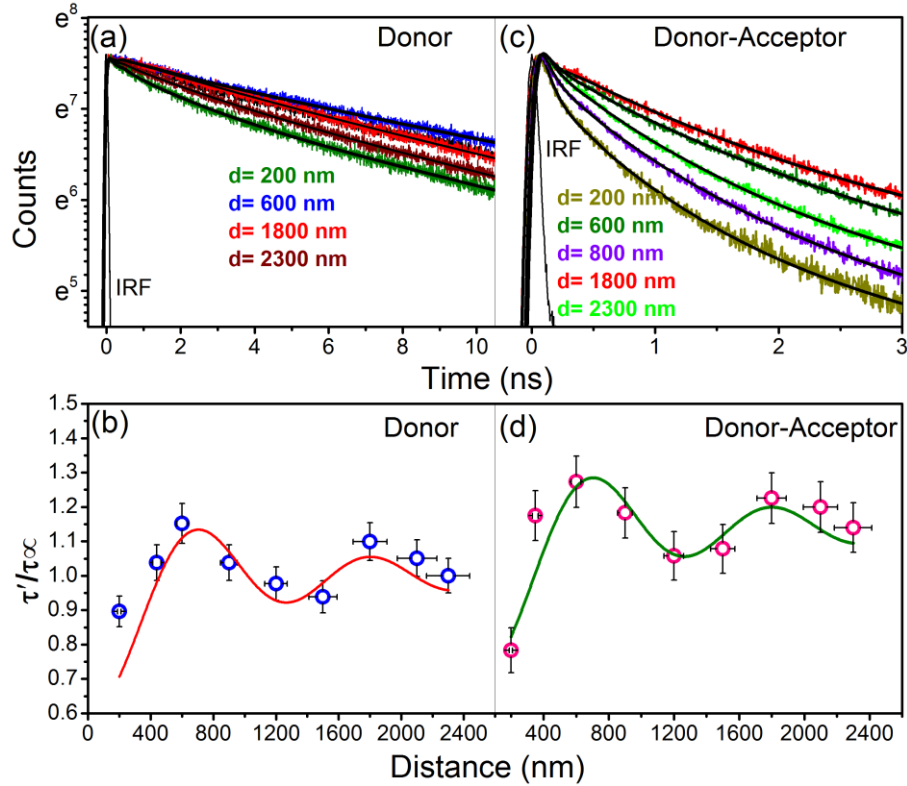 (a) Donor
(c) Donor-Acceptor
Counts
e⁸
e⁷
e⁶
e⁵
IRF
d= 200 nm
d= 600 nm
d= 1800 nm
d= 2300 nm
IRF
d= 200 nm
d= 600 nm
d= 800 nm
d= 1800 nm
d= 2300 nm
0 2 4 6 8 10 0 1 2 3
Time (ns)
(b) Donor
(d) Donor-Acceptor
τ'/τ∝
1.5
1.4
1.3
1.2
1.1
1.0
0.9
0.8
0.7
0.6
0 400 800 1200 1600 2000 2400 400 800 1200 1600 2000 2400
Distance (nm)